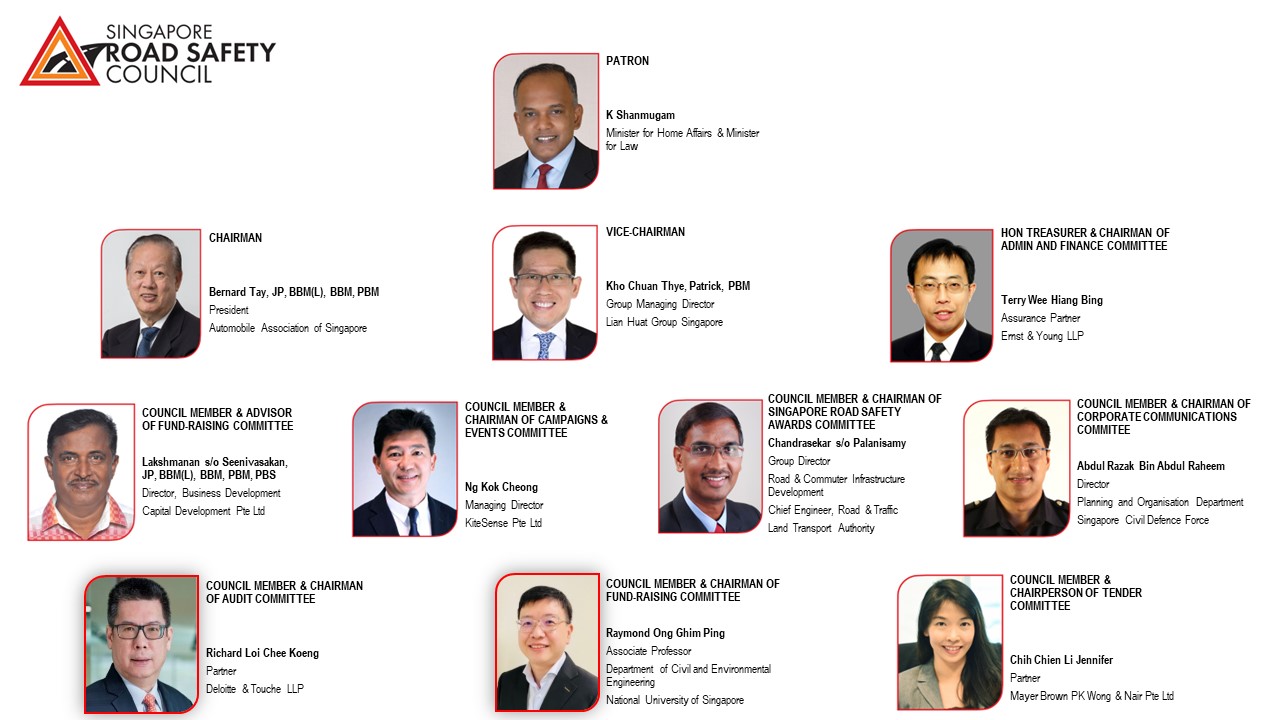 SINGAPORE
ROAD SAFETY
COUNCIL
PATRON
K Shanmugam
Minister for Home Affairs & Minister
for Law
CHAIRMAN
Bernard Tay, JP, BBM(L), BBM, PBM
President
Automobile Association of Singapore
VICE-CHAIRMAN
Kho Chuan Thye, Patrick, PBM
Group Managing Director
Lian Huat Group Singapore
HON TREASURER & CHAIRMAN OF
ADMIN AND FINANCE COMMITTEE
Terry Wee Hiang Bing
Assurance Partner
Ernst & Young LLP
COUNCIL MEMBER & ADVISOR
OF FUND-RAISING COMMITTEE
Lakshmanan s/o Seenivasakan,
JP, BBM(L), BBM, PBM, PBS
Director, Business Development
Capital Development Pte Ltd
COUNCIL MEMBER &
CHAIRMAN OF CAMPAIGNS &
EVENTS COMMITTEE
Ng Kok Cheong
Managing Director
KiteSense Pte Ltd
COUNCIL MEMBER & CHAIRMAN OF
SINGAPORE ROAD SAFETY
AWARDS COMMITTEE
Chandrasekar s/o Palanisamy
Group Director
Road & Commuter Infrastructure
Development
Chief Engineer, Road & Traffic
Land Transport Authority
COUNCIL MEMBER & CHAIRMAN OF
CORPORATE COMMUNICATIONS
COMMITEE
Abdul Razak Bin Abdul Raheem
Director
Planning and Organisation Department
Singapore Civil Defence Force
COUNCIL MEMBER & CHAIRMAN
OF AUDIT COMMITTEE
Richard Loi Chee Koeng
Partner
Deloitte & Touche LLP
COUNCIL MEMBER & CHAIRMAN OF
FUND-RAISING COMMITTEE
Raymond Ong Ghim Ping
Associate Professor
Department of Civil and Environmental
Engineering
National University of Singapore
COUNCIL MEMBER &
CHAIRPERSON OF TENDER
COMMITTEE
Chih Chien Li Jennifer
Partner
Mayer Brown PK Wong & Nair Pte Ltd